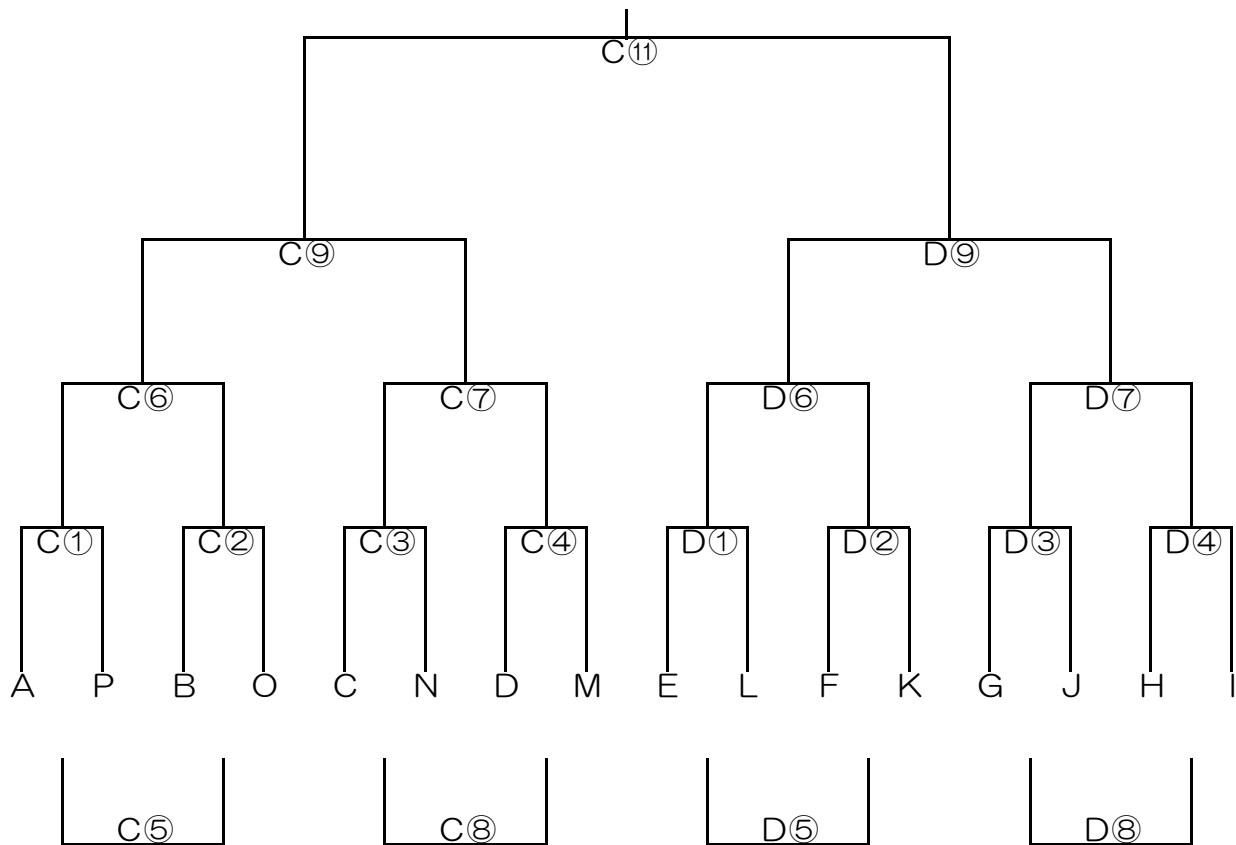 C⑪
C⑨ D⑨
C⑥ C⑦ D⑥ D⑦
C① C② C③ C④ D① D② D③ D④
A P B O C N D M E L F K G J H I
C⑤ C⑧ D⑤ D⑧